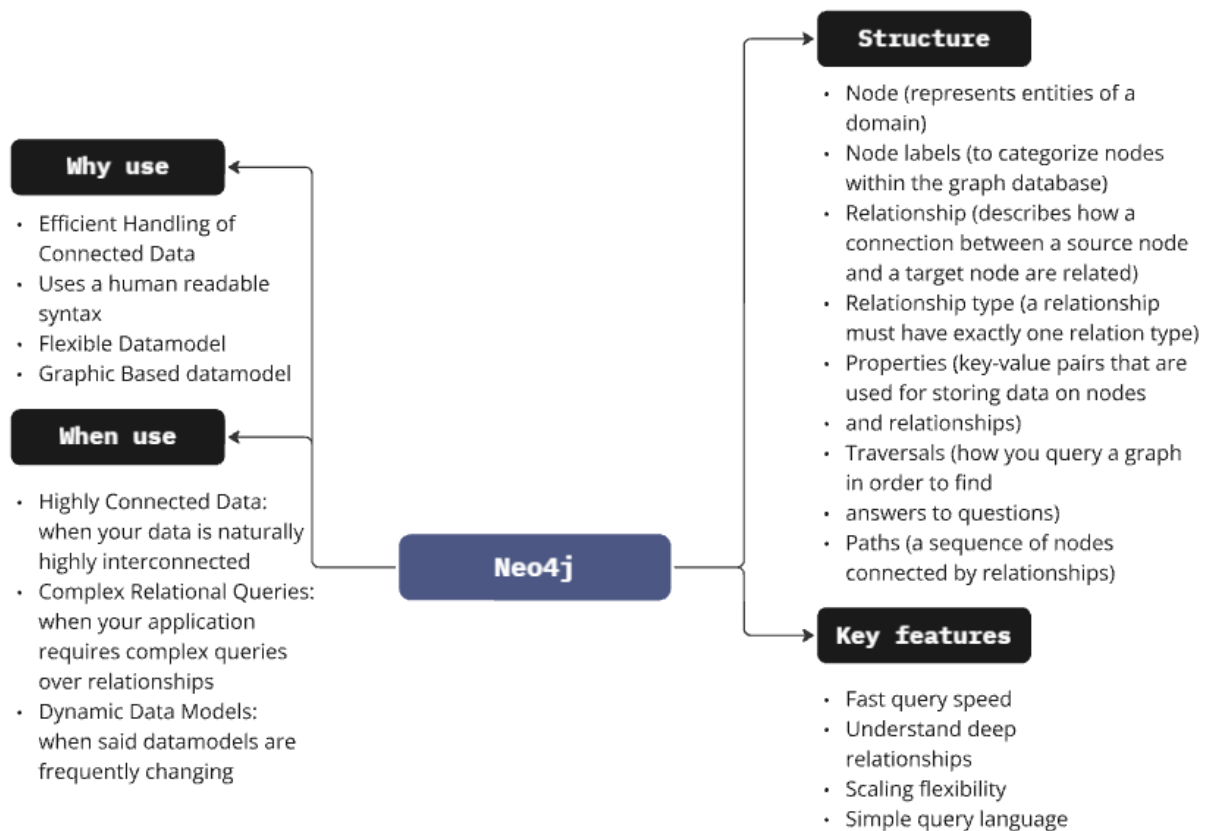 Neo4j
Why use
• Efficient Handling of
Connected Data
• Uses a human readable
syntax
• Flexible Datamodel
• Graphic Based datamodel
When use
• Highly Connected Data:
when your data is naturally
highly interconnected
• Complex Relational Queries:
when your application
requires complex queries
over relationships
• Dynamic Data Models:
when said datamodels are
frequently changing
Structure
• Node (represents entities of a
domain)
• Node labels (to categorize nodes
within the graph database)
• Relationship (describes how a
connection between a source node
and a target node are related)
• Relationship type (a relationship
must have exactly one relation type)
• Properties (key-value pairs that are
used for storing data on nodes
• and relationships)
• Traversals (how you query a graph
in order to find
• answers to questions)
• Paths (a sequence of nodes
connected by relationships)
Key features
• Fast query speed
• Understand deep
relationships
• Scaling flexibility
• Simple query language